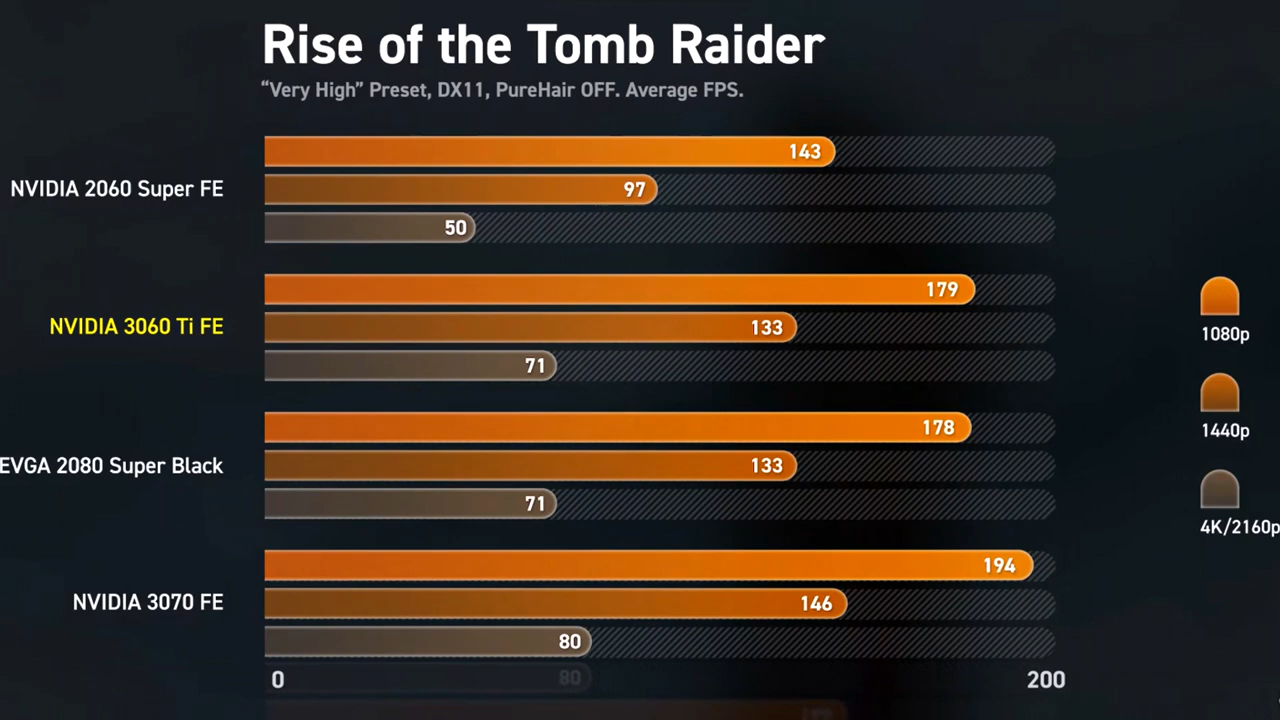 Rise of the Tomb Raider
“Very High” Preset, DX11, PureHair OFF. Average FPS.
NVIDIA 2060 Super FE
143
97
50
NVIDIA 3060 Ti FE
179
133
71
EVGA 2080 Super Black
178
133
71
NVIDIA 3070 FE
194
146
80
0
80
200
1080p
1440p
4K/2160p